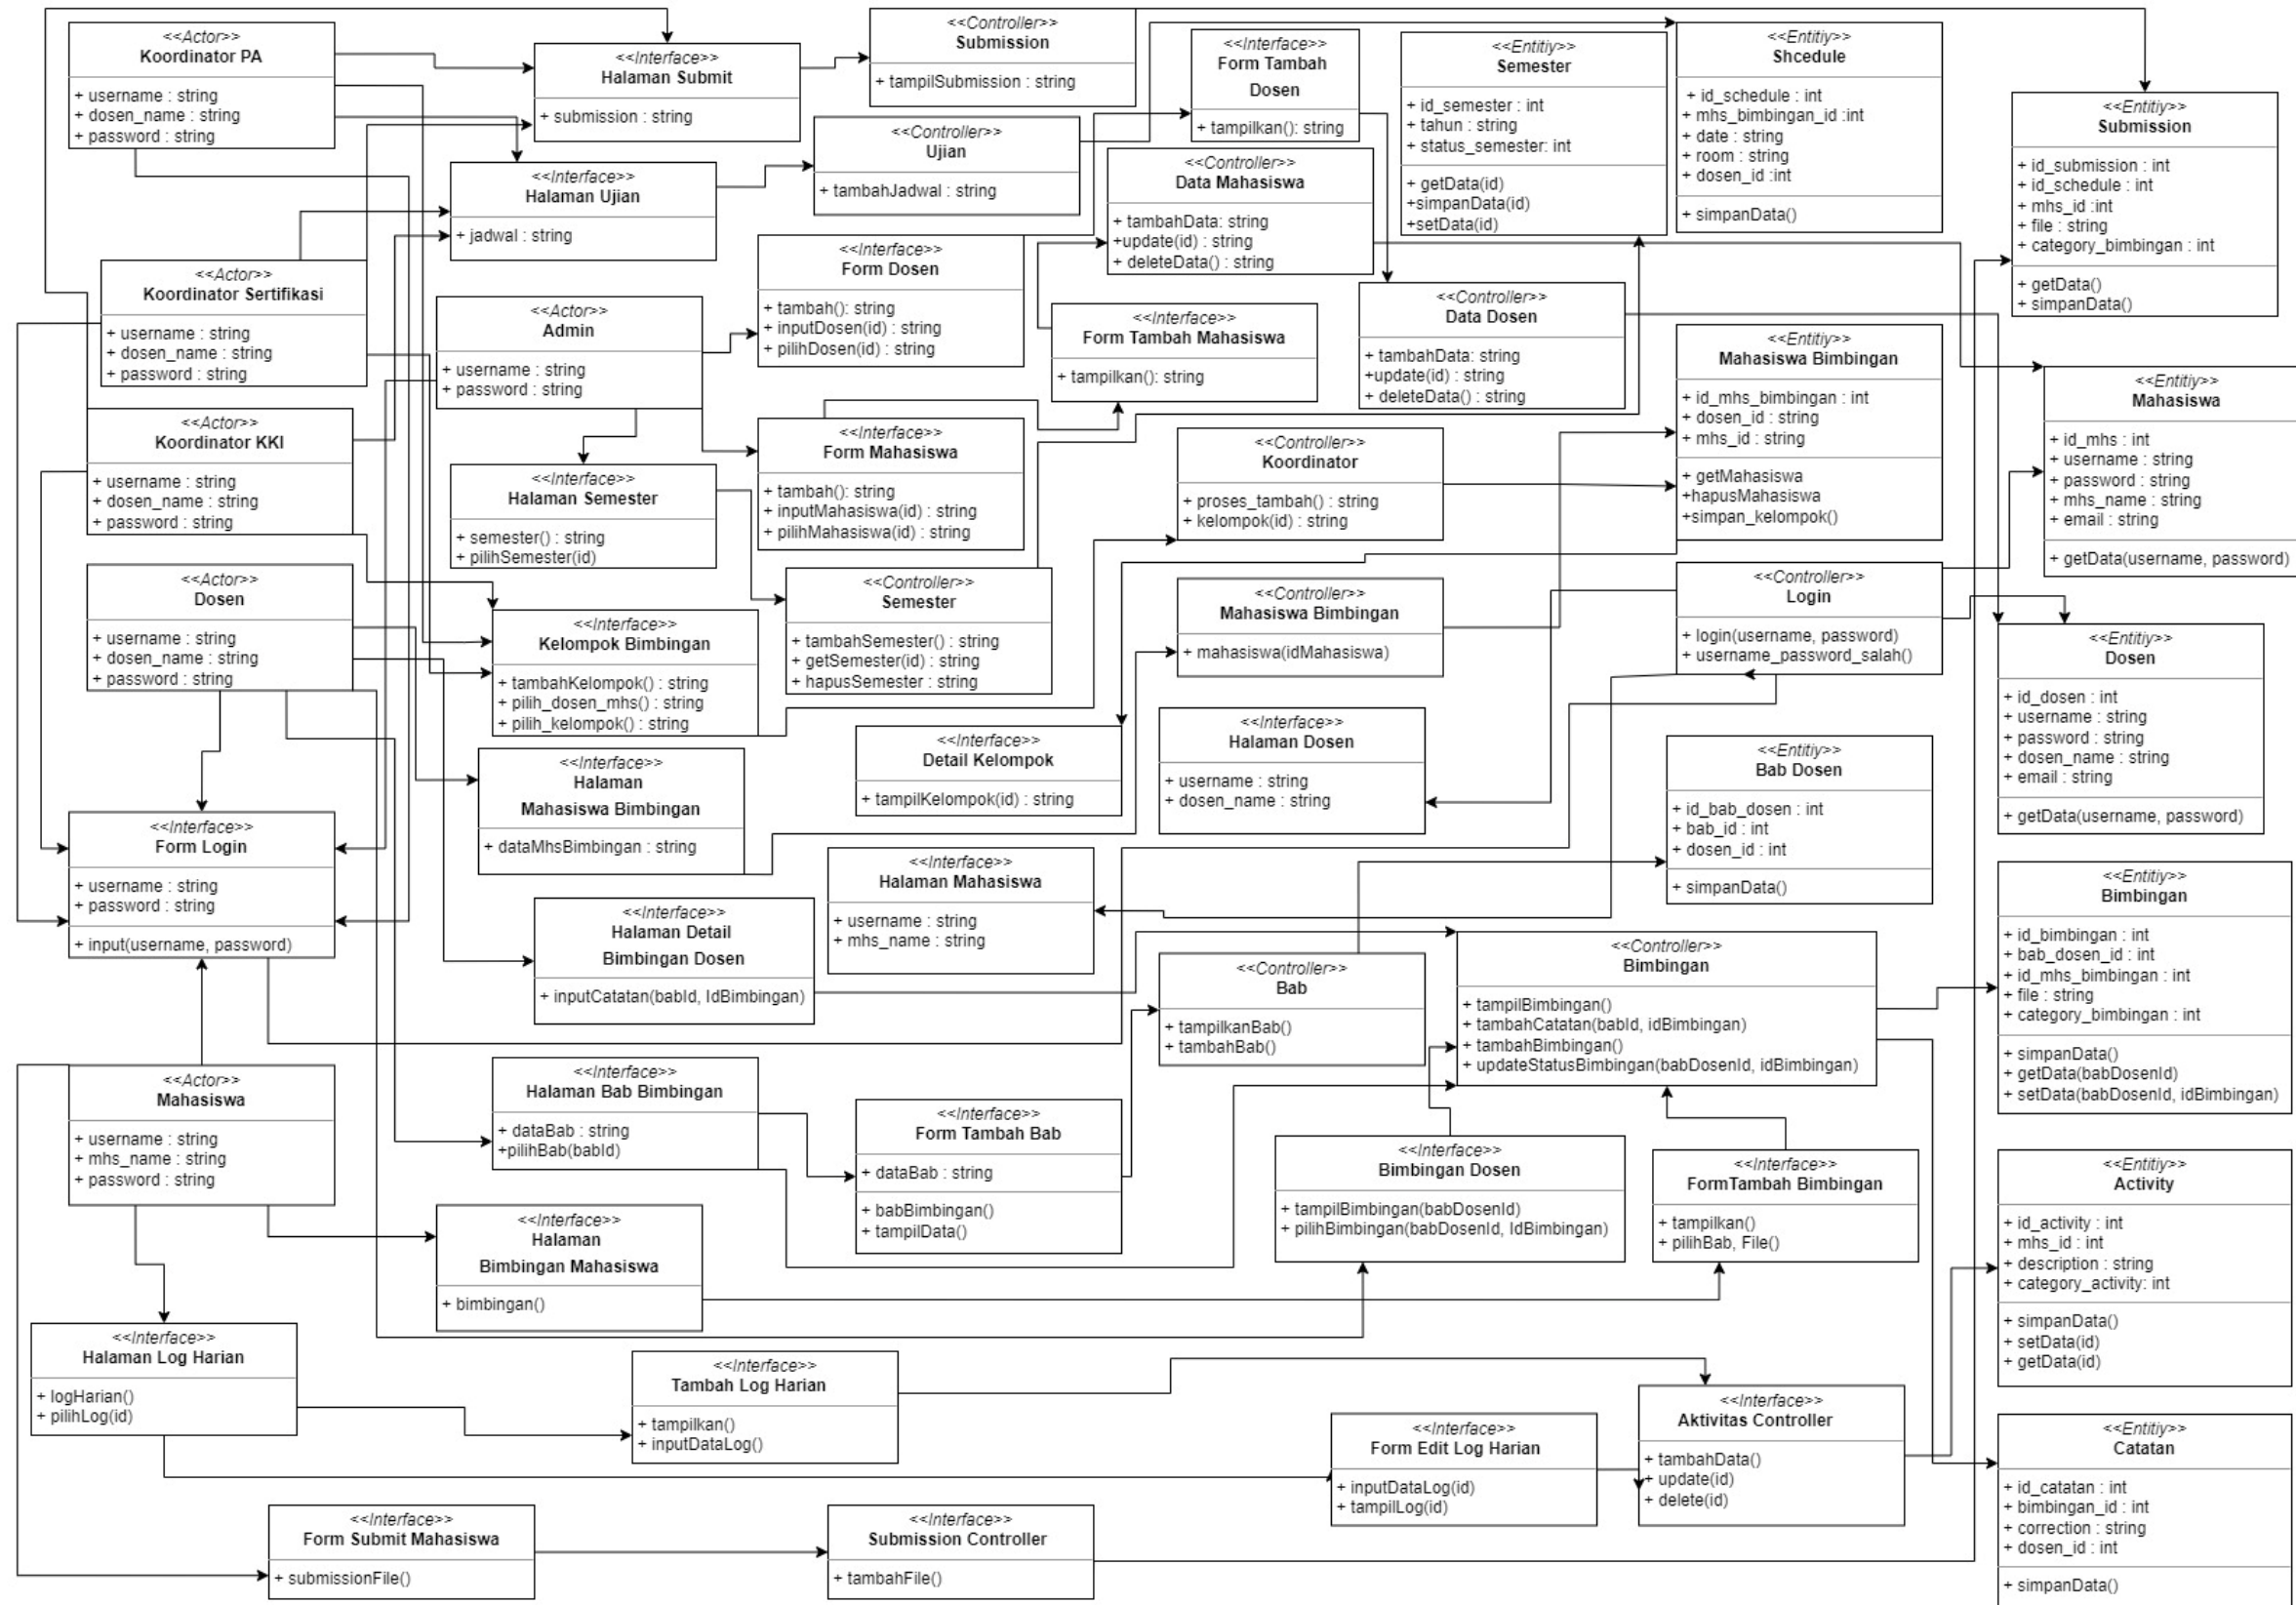 <<Actor>>
Koordinator PA
+ username : string
+ dosen_name : string
+ password : string
<<Interface>>
Halaman Submit
+ submission : string
<<Controller>>
Submission
+ tampilSubmission : string
<<Interface>>
Form Tambah
Dosen
+ tampilkan(): string
<<Entitiy>>
Semester
+ id_semester : int
+ tahun : string
+ status_semester: int
+ getData(id)
+simpanData(id)
+setData(id)
<<Entitiy>>
Shcedule
+ id_schedule : int
+ mhs_bimbingan_id :int
+ date : string
+ room : string
+ dosen_id :int
+ simpanData()
<<Entitiy>>
Submission
+ id_submission : int
+ id_schedule : int
+ mhs_id :int
+ file : string
+ category_bimbingan : int
+ getData()
+ simpanData()
<<Interface>>
Halaman Ujian
+ jadwal : string
<<Controller>>
Ujian
+ tambahJadwal : string
<<Controller>>
Data Mahasiswa
+ tambahData: string
+update(id) : string
+ deleteData() : string
<<Actor>>
Koordinator Sertifikasi
+ username : string
+ dosen_name : string
+ password : string
<<Actor>>
Admin
+ username : string
+ password : string
<<Interface>>
Form Dosen
+ tambah(): string
+ inputDosen(id) : string
+ pilihDosen(id) : string
<<Interface>>
Form Tambah Mahasiswa
+ tampilkan(): string
<<Controller>>
Data Dosen
+ tambahData: string
+update(id) : string
+ deleteData() : string
<<Entitiy>>
Mahasiswa Bimbingan
+ id_mhs_bimbingan : int
+ dosen_id : string
+ mhs_id : string
+ getMahasiswa
+hapusMahasiswa
+simpan_kelompok()
<<Entitiy>>
Mahasiswa
+ id_mhs : int
+ username : string
+ password : string
+ mhs_name : string
+ email : string
+ getData(username, password)
<<Actor>>
Koordinator KKI
+ username : string
+ dosen_name : string
+ password : string
<<Interface>>
Halaman Semester
+ semester() : string
+ pilihSemester(id)
<<Interface>>
Form Mahasiswa
+ tambah(): string
+ inputMahasiswa(id) : string
+ pilihMahasiswa(id) : string
<<Controller>>
Koordinator
+ proses_tambah() : string
+ kelompok(id) : string
<<Actor>>
Dosen
+ username : string
+ dosen_name : string
+ password : string
<<Interface>>
Kelompok Bimbingan
+ tambahKelompok() : string
+ pilih_dosen_mhs() : string
+ pilih_kelompok() : string
<<Controller>>
Semester
+ tambahSemester() : string
+ getSemester(id) : string
+ hapusSemester : string
<<Controller>>
Mahasiswa Bimbingan
+ mahasiswa(idMahasiswa)
<<Controller>>
Login
+ login(username, password)
+ username_password_salah()
<<Entitiy>>
Dosen
+ id_dosen : int
+ username : string
+ password : string
+ dosen_name : string
+ email : string
+ getData(username, password)
<<Interface>>
Halaman
Mahasiswa Bimbingan
+ dataMhsBimbingan : string
<<Interface>>
Detail Kelompok
+ tampilKelompok(id) : string
<<Interface>>
Halaman Dosen
+ username : string
+ dosen_name : string
<<Entitiy>>
Bab Dosen
+ id_bab_dosen : int
+ bab_id : int
+ dosen_id : int
+ simpanData()
<<Interface>>
Form Login
+ username : string
+ password : string
+ input(username, password)
<<Interface>>
Halaman Mahasiswa
+ username : string
+ mhs_name : string
<<Interface>>
Halaman Detail
Bimbingan Dosen
+ inputCatatan(babId, IdBimbingan)
<<Controller>>
Bab
+ tampilkanBab()
+ tambahBab()
<<Controller>>
Bimbingan
+ tampilBimbingan()
+ tambahCatatan(babId, idBimbingan)
+ tambahBimbingan()
+ updateStatusBimbingan(babDosenId, idBimbingan)
<<Entitiy>>
Bimbingan
+ id_bimbingan : int
+ bab_dosen_id : int
+ id_mhs_bimbingan : int
+ file : string
+ category_bimbingan : int
+ simpanData()
+ getData(babDosenId)
+ setData(babDosenId, idBimbingan)
<<Actor>>
Mahasiswa
+ username : string
+ mhs_name : string
+ password : string
<<Interface>>
Halaman Bab Bimbingan
+ dataBab : string
+pilihBab(babId)
<<Interface>>
Form Tambah Bab
+ dataBab : string
+ babBimbingan()
+ tampilData()
<<Interface>>
Bimbingan Dosen
+ tampilBimbingan(babDosenId)
+ pilihBimbingan(babDosenId, IdBimbingan)
<<Interface>>
FormTambah Bimbingan
+ tampilkan()
+ pilihBab, File()
<<Entitiy>>
Activity
+ id_activity : int
+ mhs_id : int
+ description : string
+ category_activity: int
+ simpanData()
+ setData(id)
+ getData(id)
<<Interface>>
Halaman
Bimbingan Mahasiswa
+ bimbingan()
<<Interface>>
Halaman Log Harian
+ logHarian()
+ pilihLog(id)
<<Interface>>
Tambah Log Harian
+ tampilkan()
+ inputDataLog()
<<Interface>>
Form Edit Log Harian
+ inputDataLog(id)
+ tampilLog(id)
<<Interface>>
Aktivitas Controller
+ tambahData()
+ update(id)
+ delete(id)
<<Entitiy>>
Catatan
+ id_catatan : int
+ bimbingan_id : int
+ correction : string
+ dosen_id : int
+ simpanData()
<<Interface>>
Form Submit Mahasiswa
+ submissionFile()
<<Interface>>
Submission Controller
+ tambahFile()